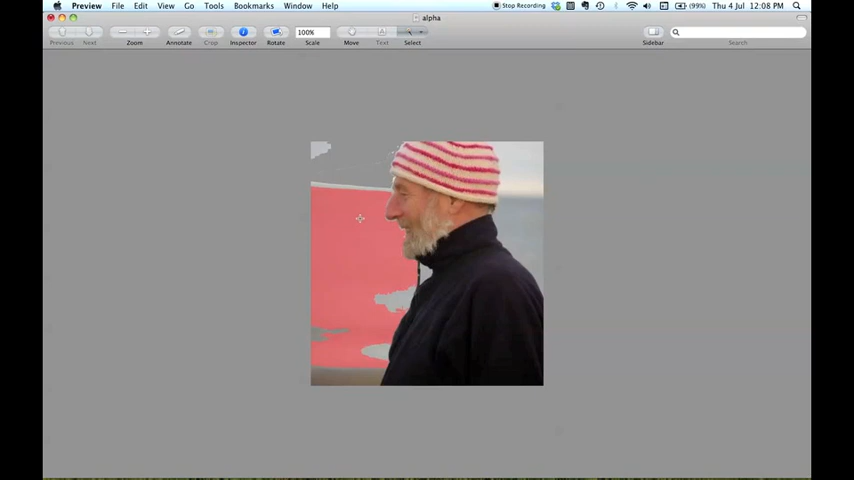 Preview File Edit View Go Tools Bookmarks Window Help Stop Recording (99%) Thu 4 Jul 12:08 PM
alpha
100%
Previous Next Zoom Annotate Crop Inspector Rotate Scale Move Text Select Sidebar Search